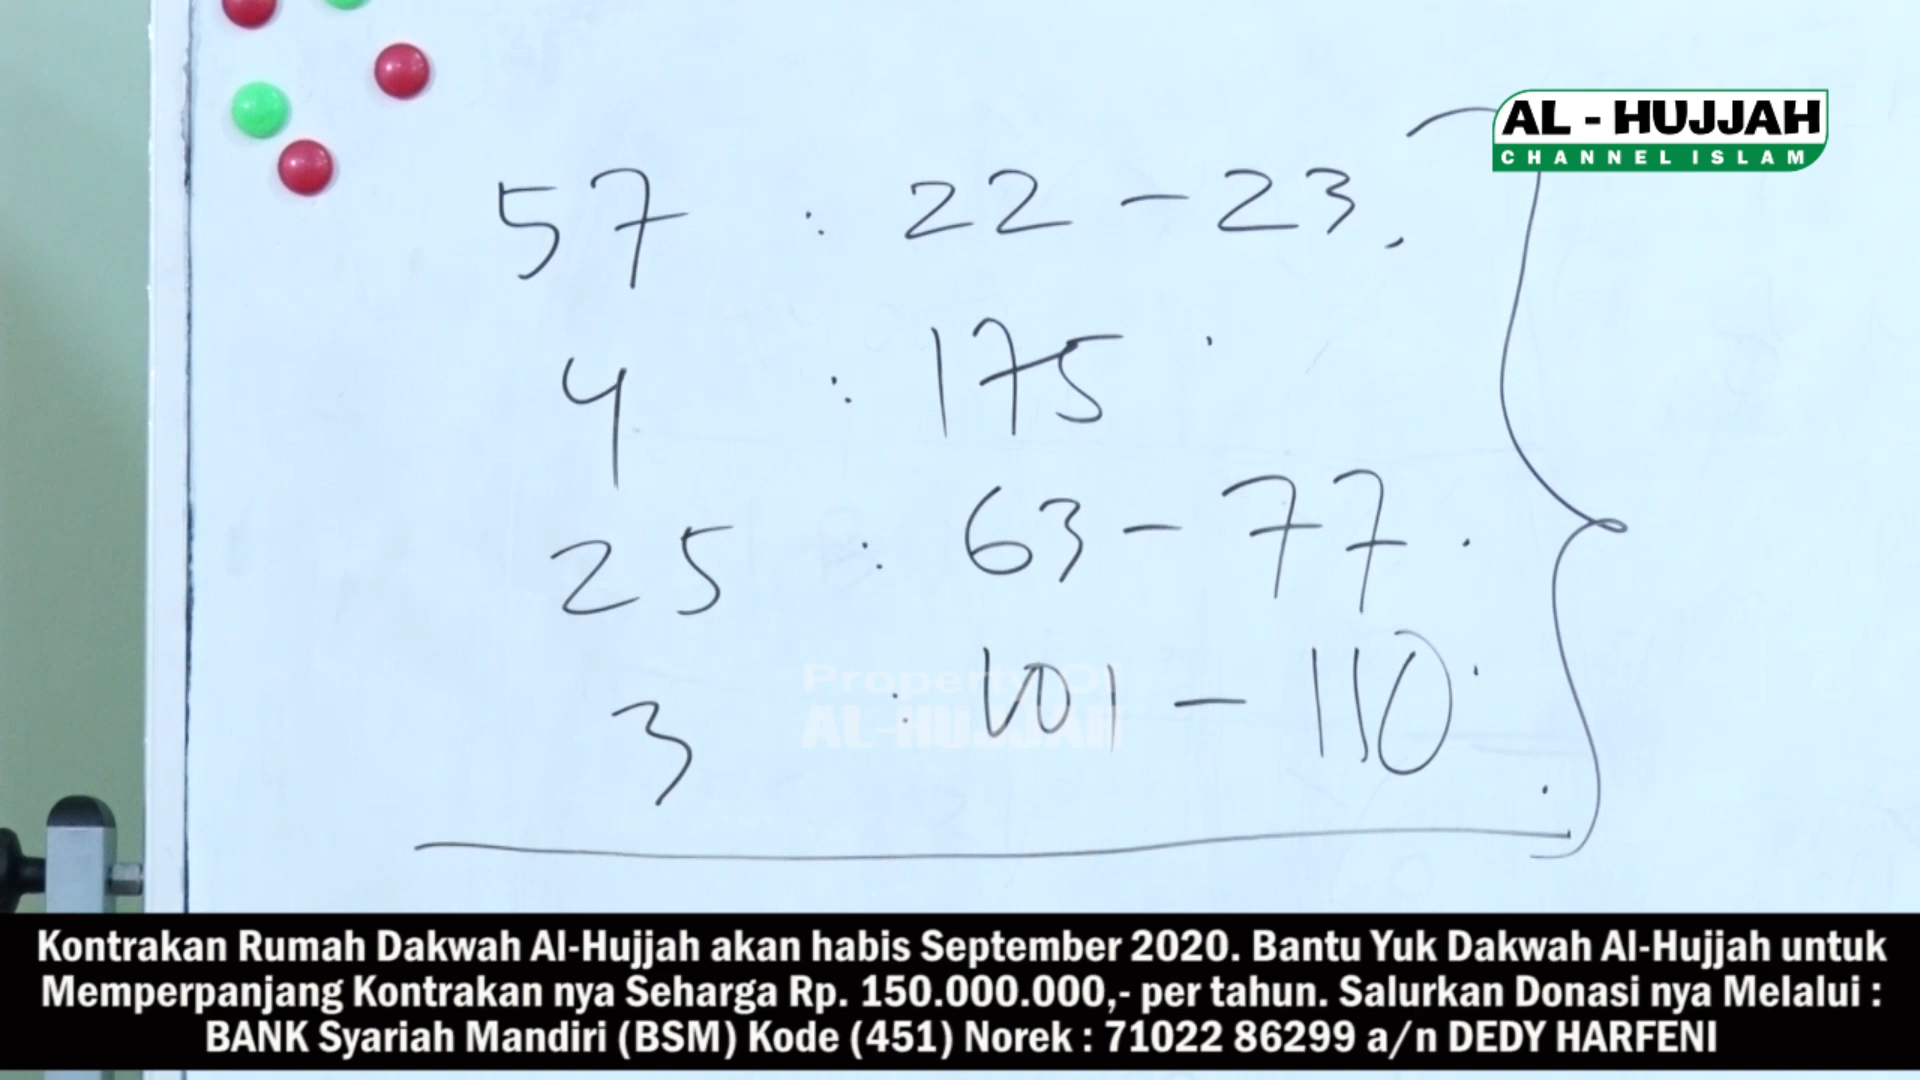 AL - HUJJAH
CHANNEL ISLAM
57 : 22 - 23.
4 : 175
25 : 63 - 77.
3 : 101 - 110
Property Of
AL-HUJJAH
Kontrakan Rumah Dakwah Al-Hujjah akan habis September 2020. Bantu Yuk Dakwah Al-Hujjah untuk
Memperpanjang Kontrakan nya Seharga Rp. 150.000.000,- per tahun. Salurkan Donasi nya Melalui :
BANK Syariah Mandiri (BSM) Kode (451) Norek : 71022 86299 a/n DEDY HARFENI